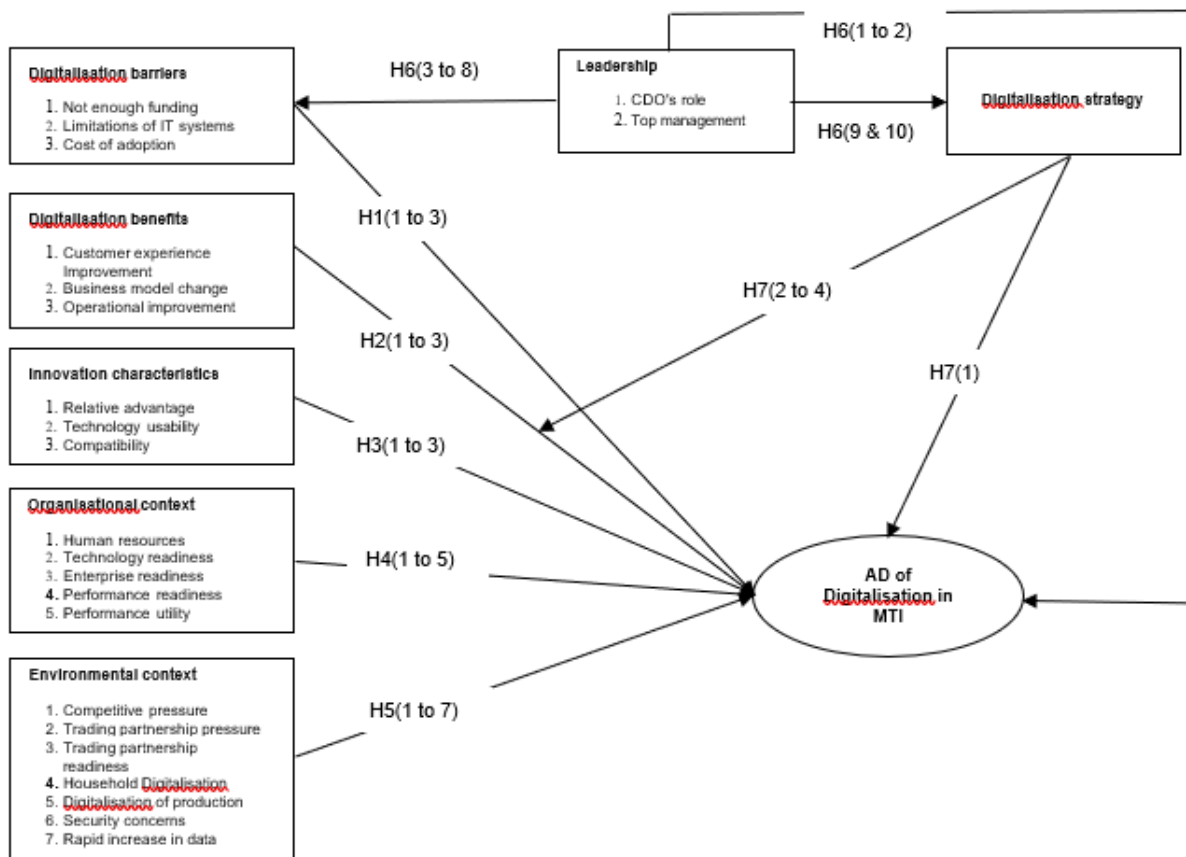 H6(1 to 2)
Digitalisation barriers
1. Not enough funding
2. Limitations of IT systems
3. Cost of adoption
H6(3 to 8)
Leadership
1. CDO's role
2. Top management
H6(9 & 10)
Digitalisation strategy
Digitalisation benefits
1. Customer experience
Improvement
2. Business model change
3. Operational improvement
H1(1 to 3)
H2(1 to 3)
H7(2 to 4)
H7(1)
Innovation characteristics
1. Relative advantage
2. Technology usability
3. Compatibility
H3(1 to 3)
Organisational context
1. Human resources
2. Technology readiness
3. Enterprise readiness
4. Performance readiness
5. Performance utility
H4(1 to 5)
AD of
Digitalisation in
MTI
Environmental context
1. Competitive pressure
2. Trading partnership pressure
3. Trading partnership
readiness
4. Household Digitalisation
5. Digitalisation of production
6. Security concerns
7. Rapid increase in data
H5(1 to 7)